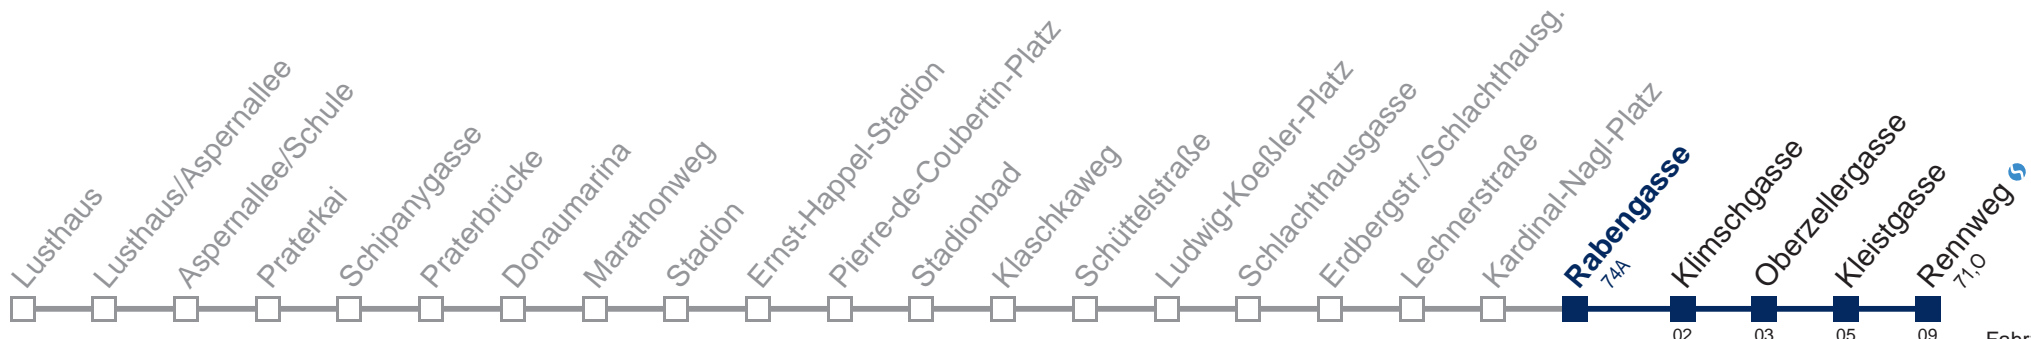 Lusthaus
Lusthaus/Aspernallee
Aspernallee/Schule
Praterkai
Schipanygasse
Praterbrücke
Donaumarina
Marathonweg
Stadion
Ernst-Happel-Stadion
Pierre-de-Coubertin-Platz
Stadionbad
Klaschkaweg
Schüttelstraße
Ludwig-Koeßler-Platz
Schlachthausgasse
Erdbergstr./Schlachthausg.
Lechnerstraße
Kardinal-Nagl-Platz
Rabengasse
74A
Klimschgasse
Oberzellergasse
Kleistgasse
Rennweg
71,O
02
03
05
09